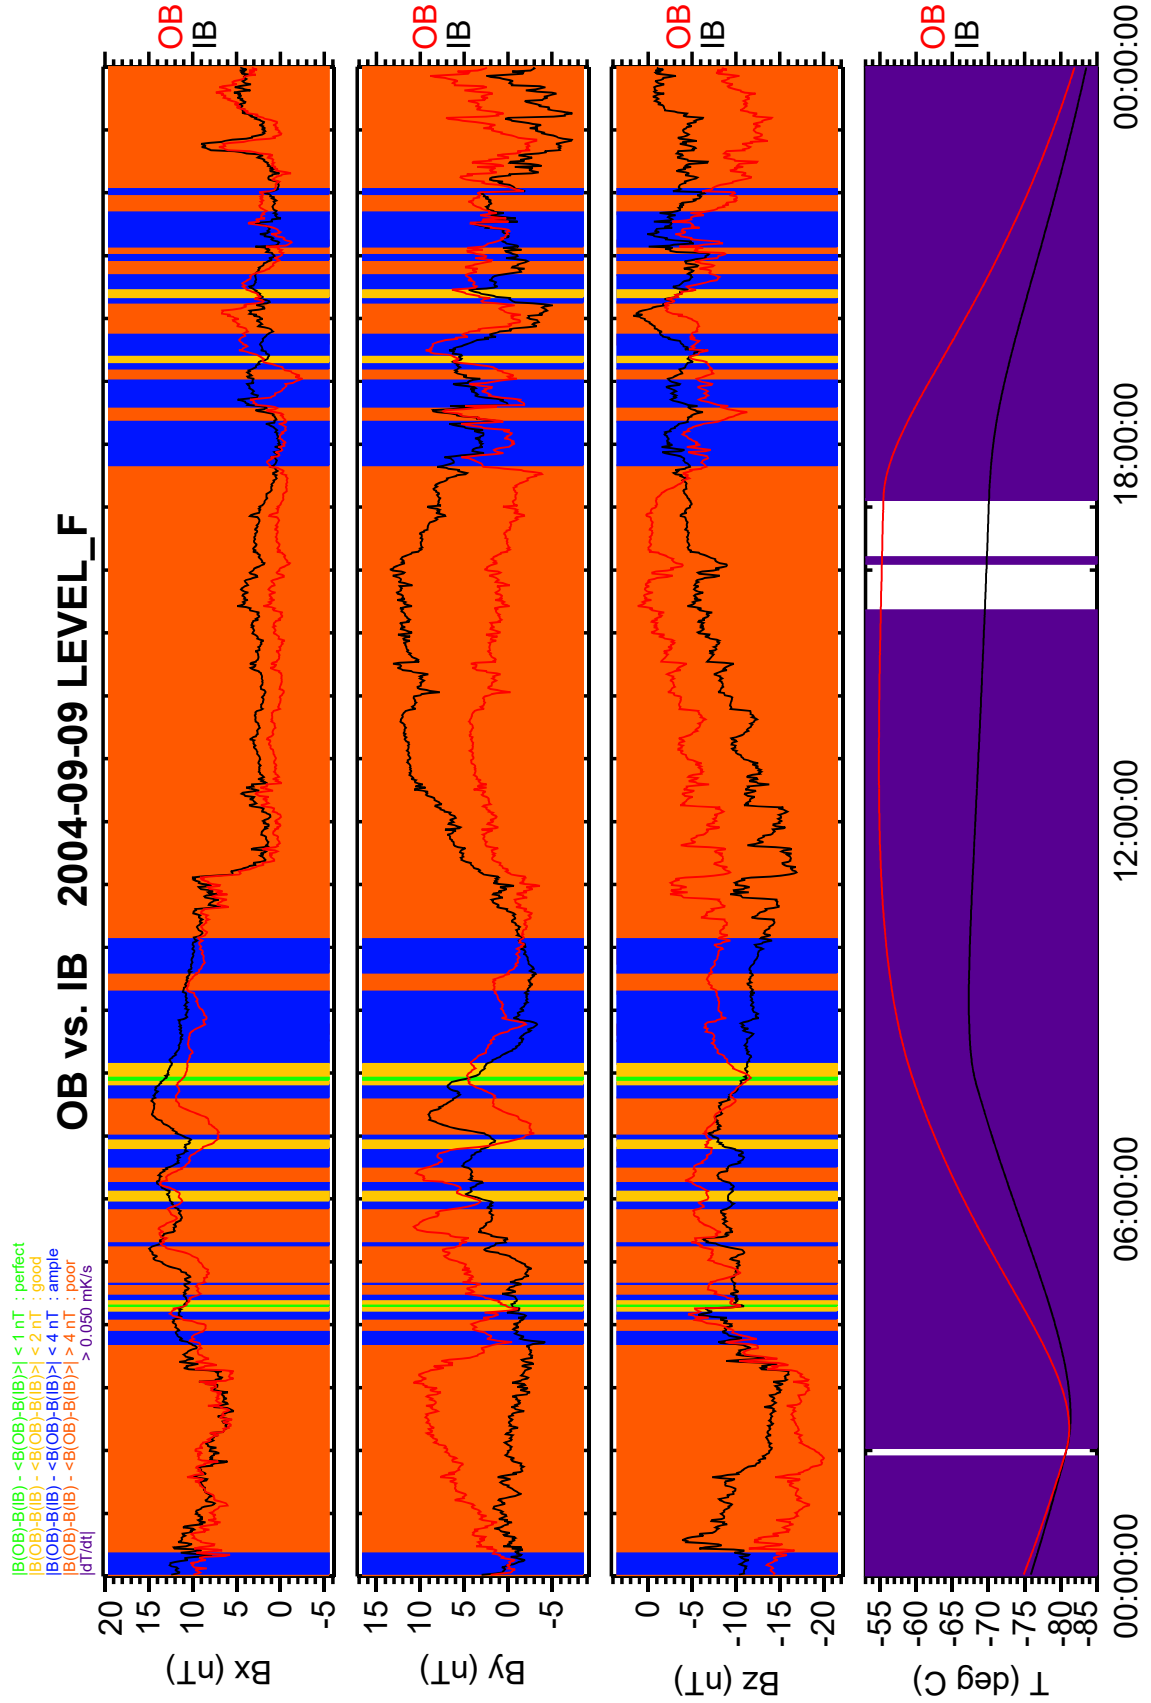 OB vs. IB 2004-09-09 LEVEL_F
|B(OB)-B(IB) - <B(OB)-B(IB)>| < 1 nT : perfect
|B(OB)-B(IB) - <B(OB)-B(IB)>| < 2 nT : good
|B(OB)-B(IB) - <B(OB)-B(IB)>| < 4 nT : ample
|B(OB)-B(IB) - <B(OB)-B(IB)>| > 4 nT : poor
|dT/dt| > 0.050 mK/s
Bx (nT)
20
15
10
5
0
-5
OB
IB
By (nT)
15
10
5
0
-5
OB
IB
Bz (nT)
0
-5
-10
-15
-20
OB
IB
T (deg C)
-55
-60
-65
-70
-75
-80
-85
OB
IB
00:00:00
06:00:00
12:00:00
18:00:00
00:00:00